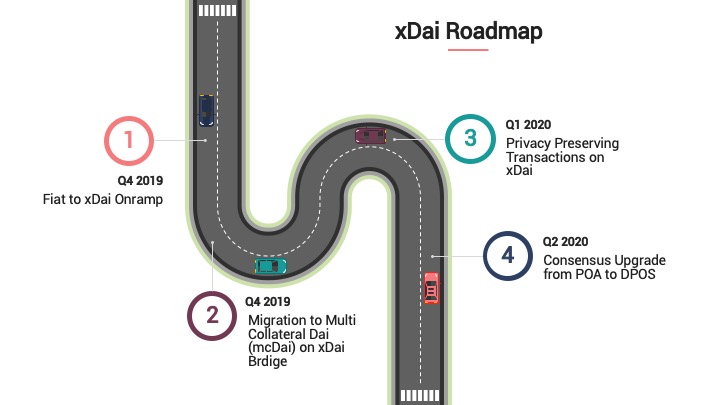 xDai Roadmap
1
Q4 2019
Fiat to xDai Onramp
2
Q4 2019
Migration to Multi
Collateral Dai
(mcDai) on xDai
Brdige
3
Q1 2020
Privacy Preserving
Transactions on
xDai
4
Q2 2020
Consensus Upgrade
from POA to DPOS